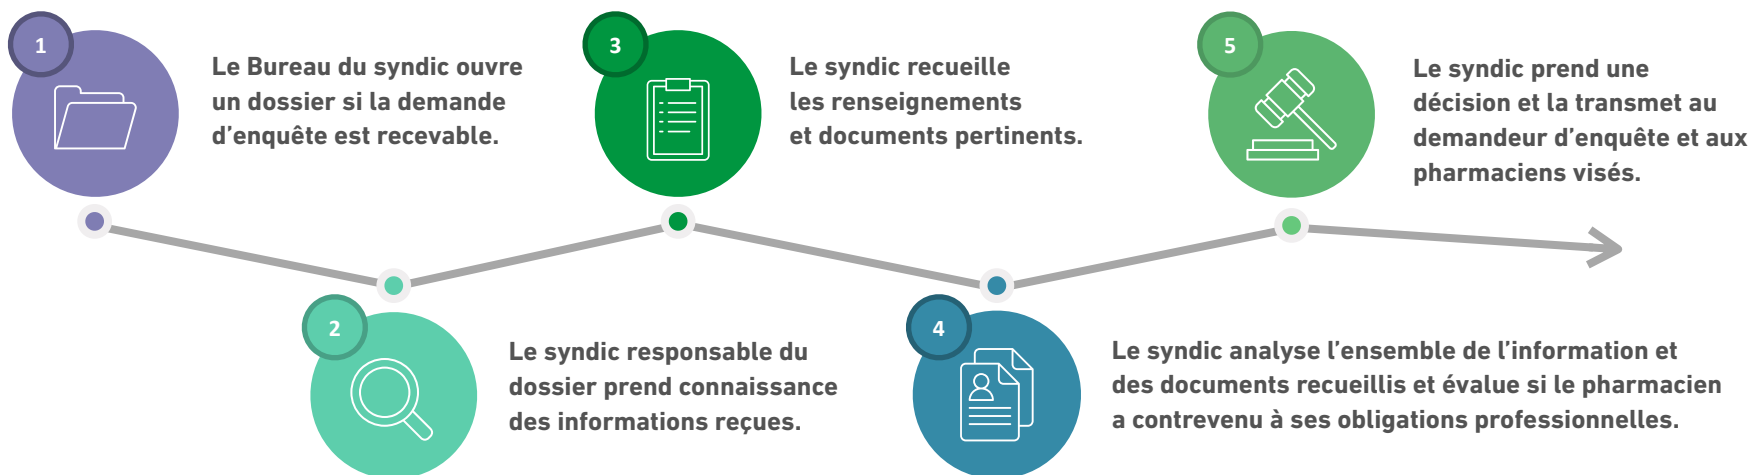 1
Le Bureau du syndic ouvre
un dossier si la demande
d’enquête est recevable.
2
Le syndic responsable du
dossier prend connaissance
des informations reçues.
3
Le syndic recueille
les renseignements
et documents pertinents.
4
Le syndic analyse l’ensemble de l’information et
des documents recueillis et évalue si le pharmacien
a contrevenu à ses obligations professionnelles.
5
Le syndic prend une
décision et la transmet au
demandeur d’enquête et aux
pharmaciens visés.